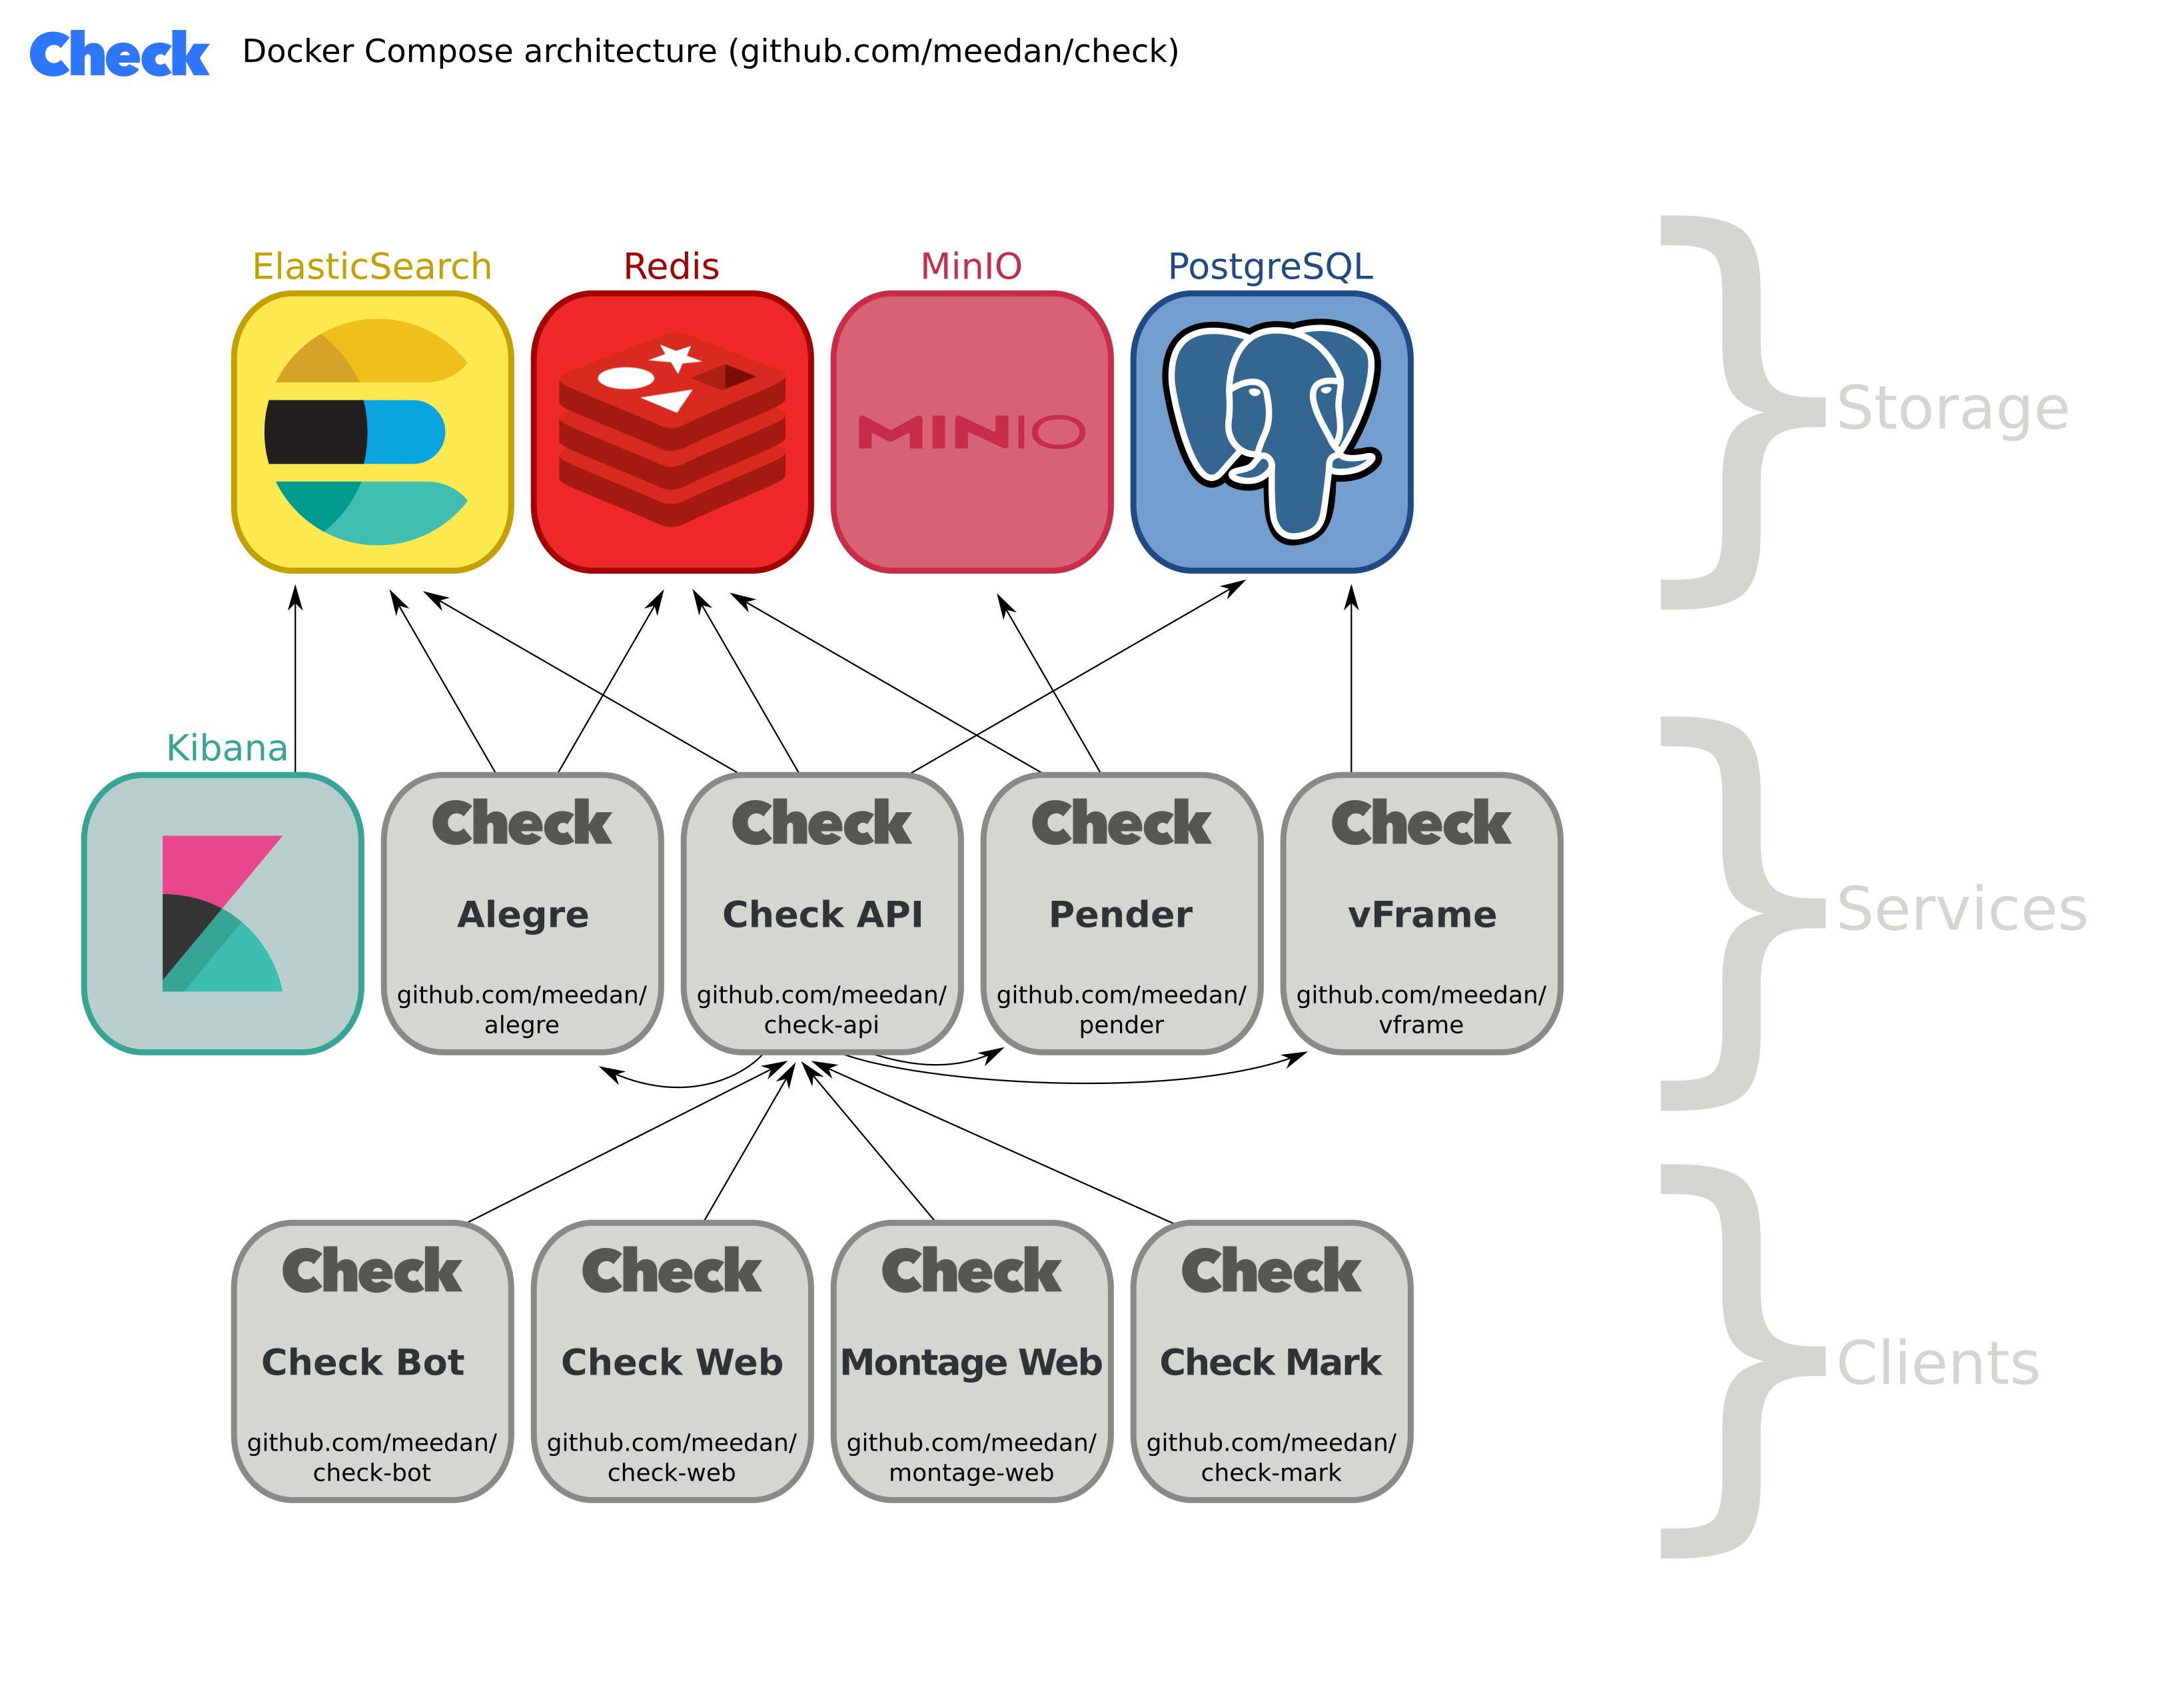 Check Docker Compose architecture (github.com/meedan/check)
ElasticSearch Redis MinIO PostgreSQL
MINIO
Storage
Kibana
Check Check Check Check
Alegre Check API Pender vFrame
Services
github.com/meedan/ github.com/meedan/ github.com/meedan/ github.com/meedan/
alegre check-api pender vframe
Check Check Check Check
Check Bot Check Web Montage Web Check Mark
Clients
github.com/meedan/ github.com/meedan/ github.com/meedan/ github.com/meedan/
check-bot check-web montage-web check-mark